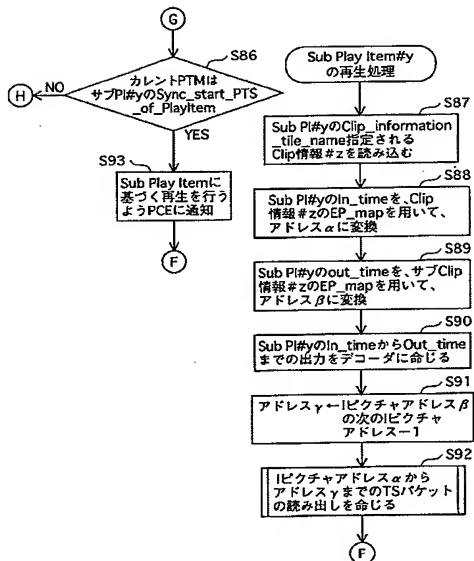 G
S86
カレントPTMは
サブPI#yのSync_start_PTS
_of_PlayItem
NO
H
YES
S93
Sub Play Itemに
基づく再生を行う
ようPCEに通知
F
Sub Play Item#y
の再生処理
S87
Sub PI#yのClip_information
_tile_name指定される
Clip情報#zを読み込む
S88
Sub PI#yのIn_timeを、Clip
情報#zのEP_mapを用いて、
アドレスαに変換
S89
Sub PI#yのout_timeを、サブClip
情報#zのEP_mapを用いて、
アドレスβに変換
S90
Sub PI#yのIn_timeからOut_time
までの出力をデコーダに命じる
S91
アドレスγ←Iピクチャアドレスβ
の次のIピクチャ
アドレス－1
S92
Iピクチャアドレスαから
アドレスγまでのTSパケット
の読み出しを命じる
F